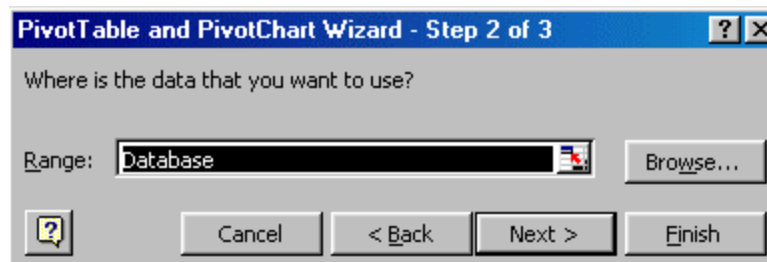 PivotTable and PivotChart Wizard - Step 2 of 3
Where is the data that you want to use?
Range: Database Browse...
Cancel < Back Next > Finish